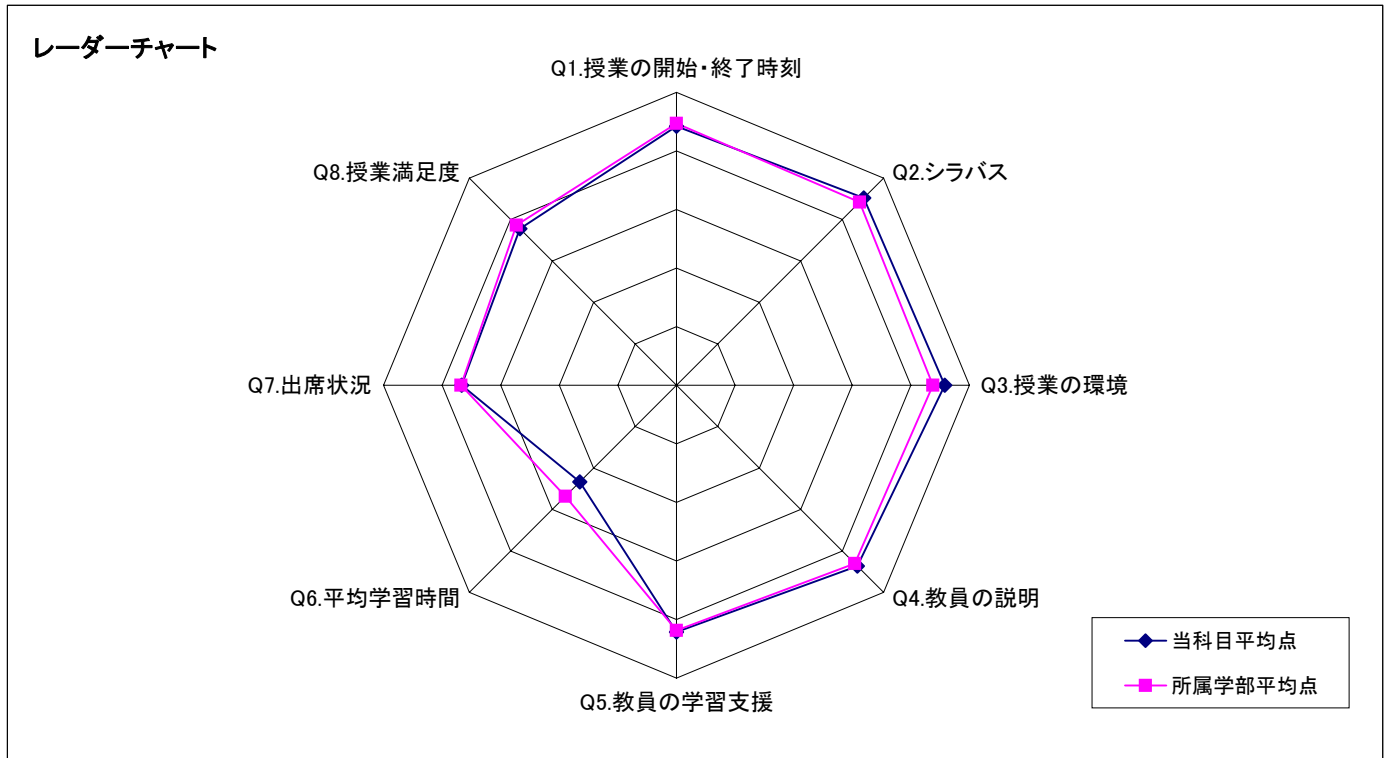 レーダーチャート
Q1.授業の開始・終了時刻
Q2.シラバス
Q3.授業の環境
Q4.教員の説明
Q5.教員の学習支援
Q6.平均学習時間
Q7.出席状況
Q8.授業満足度
当科目平均点
所属学部平均点